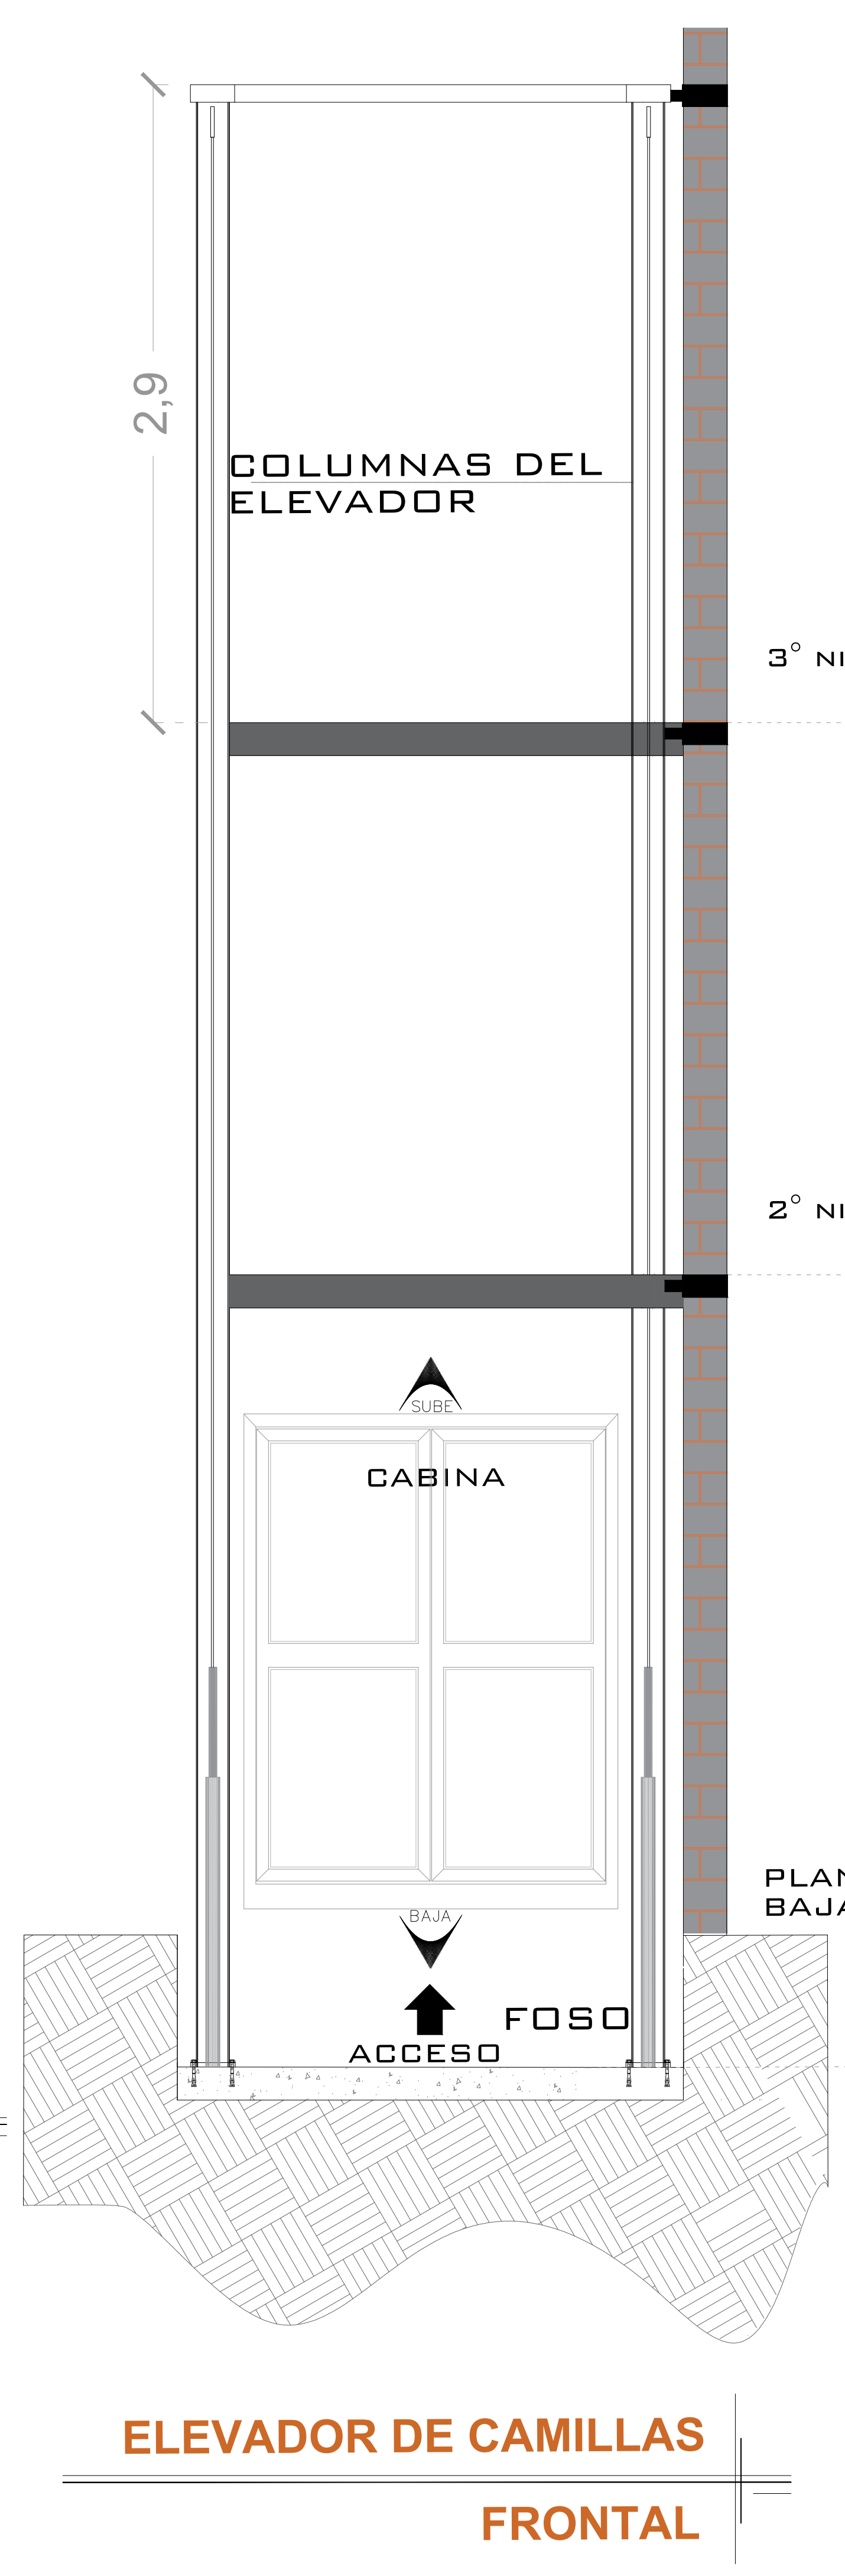 2,9
COLUMNAS DEL
ELEVADOR
3° NI
2° NI
SUBE
CABINA
PLAN
BAJA
BAJA
FOSO
ACCESO
ELEVADOR DE CAMILLAS
FRONTAL